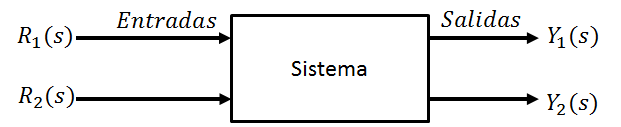 R₁(s) Entradas Salidas Y₁(s)
Sistema
R₂(s) Y₂(s)